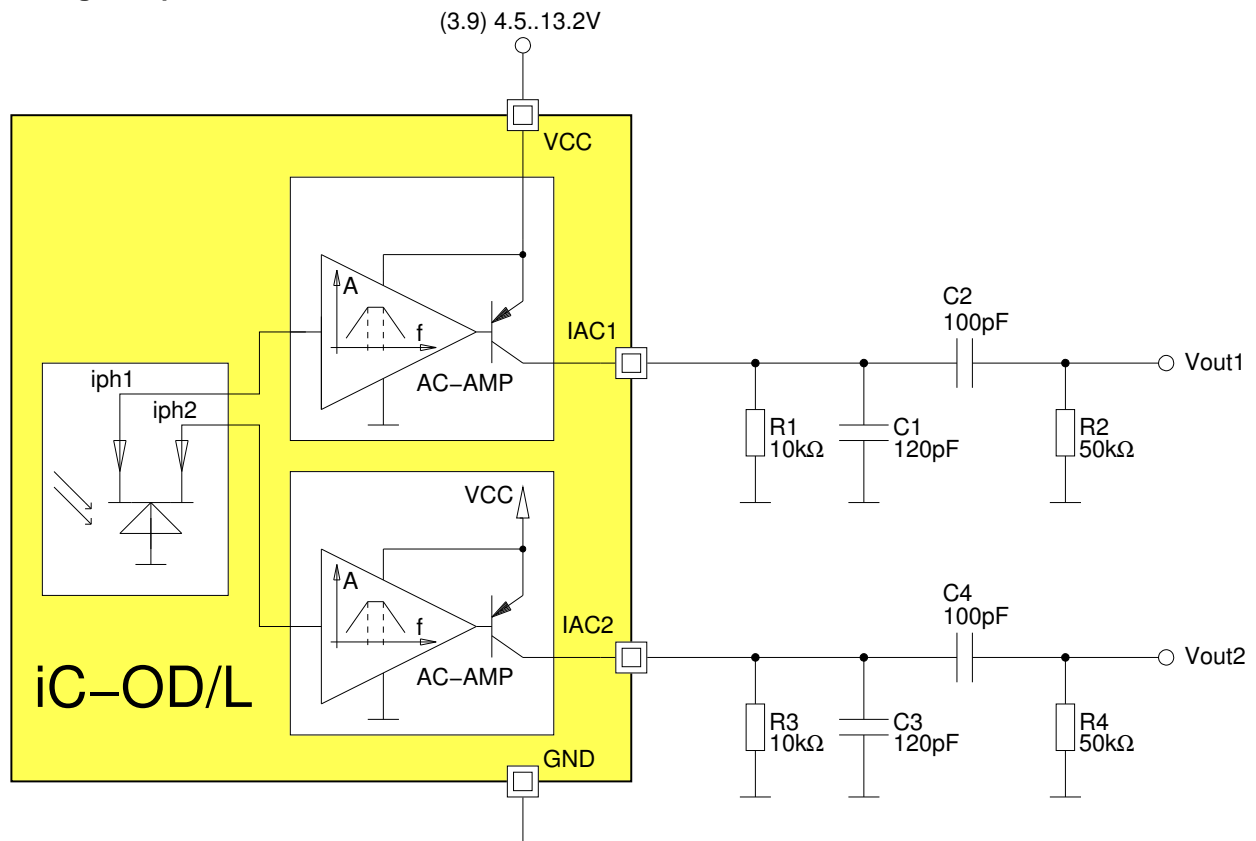 (3.9) 4.5..13.2V
VCC
A
f
AC−AMP
IAC1
iph1
iph2
C2
100pF
Vout1
R1
10kΩ
C1
120pF
R2
50kΩ
VCC
A
f
AC−AMP
IAC2
C4
100pF
Vout2
R3
10kΩ
C3
120pF
R4
50kΩ
iC−OD/L
GND